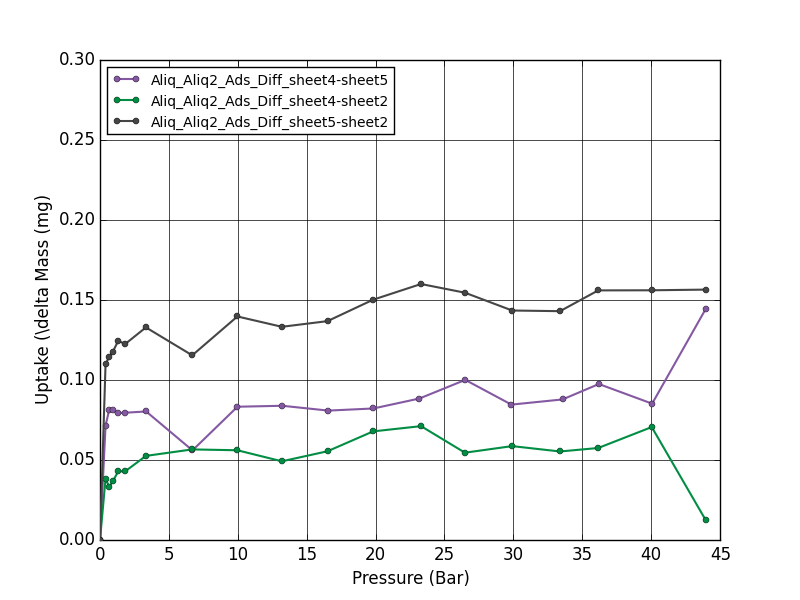 Aliq_Aliq2_Ads_Diff_sheet4-sheet5
Aliq_Aliq2_Ads_Diff_sheet4-sheet2
Aliq_Aliq2_Ads_Diff_sheet5-sheet2
0.30
0.25
0.20
0.15
0.10
0.05
0.00
Uptake (\delta Mass (mg)
0 5 10 15 20 25 30 35 40 45
Pressure (Bar)